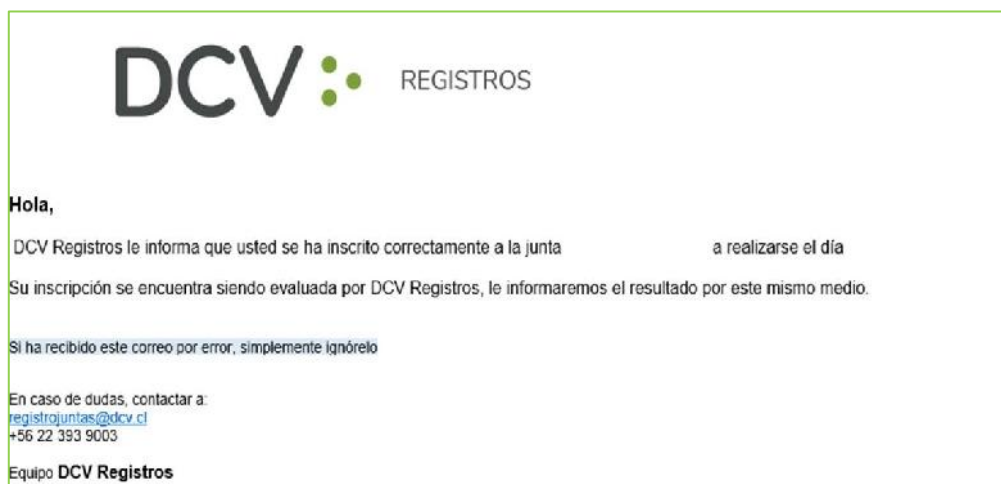 DCV REGISTROS
Hola,
DCV Registros le informa que usted se ha inscrito correctamente a la junta a realizarse el día
Su inscripción se encuentra siendo evaluada por DCV Registros, le informaremos el resultado por este mismo medio.
Si ha recibido este correo por error, simplemente ignórelo
En caso de dudas, contactar a:
registrojuntas@dcv.cl
+56 22 393 9003
Equipo DCV Registros